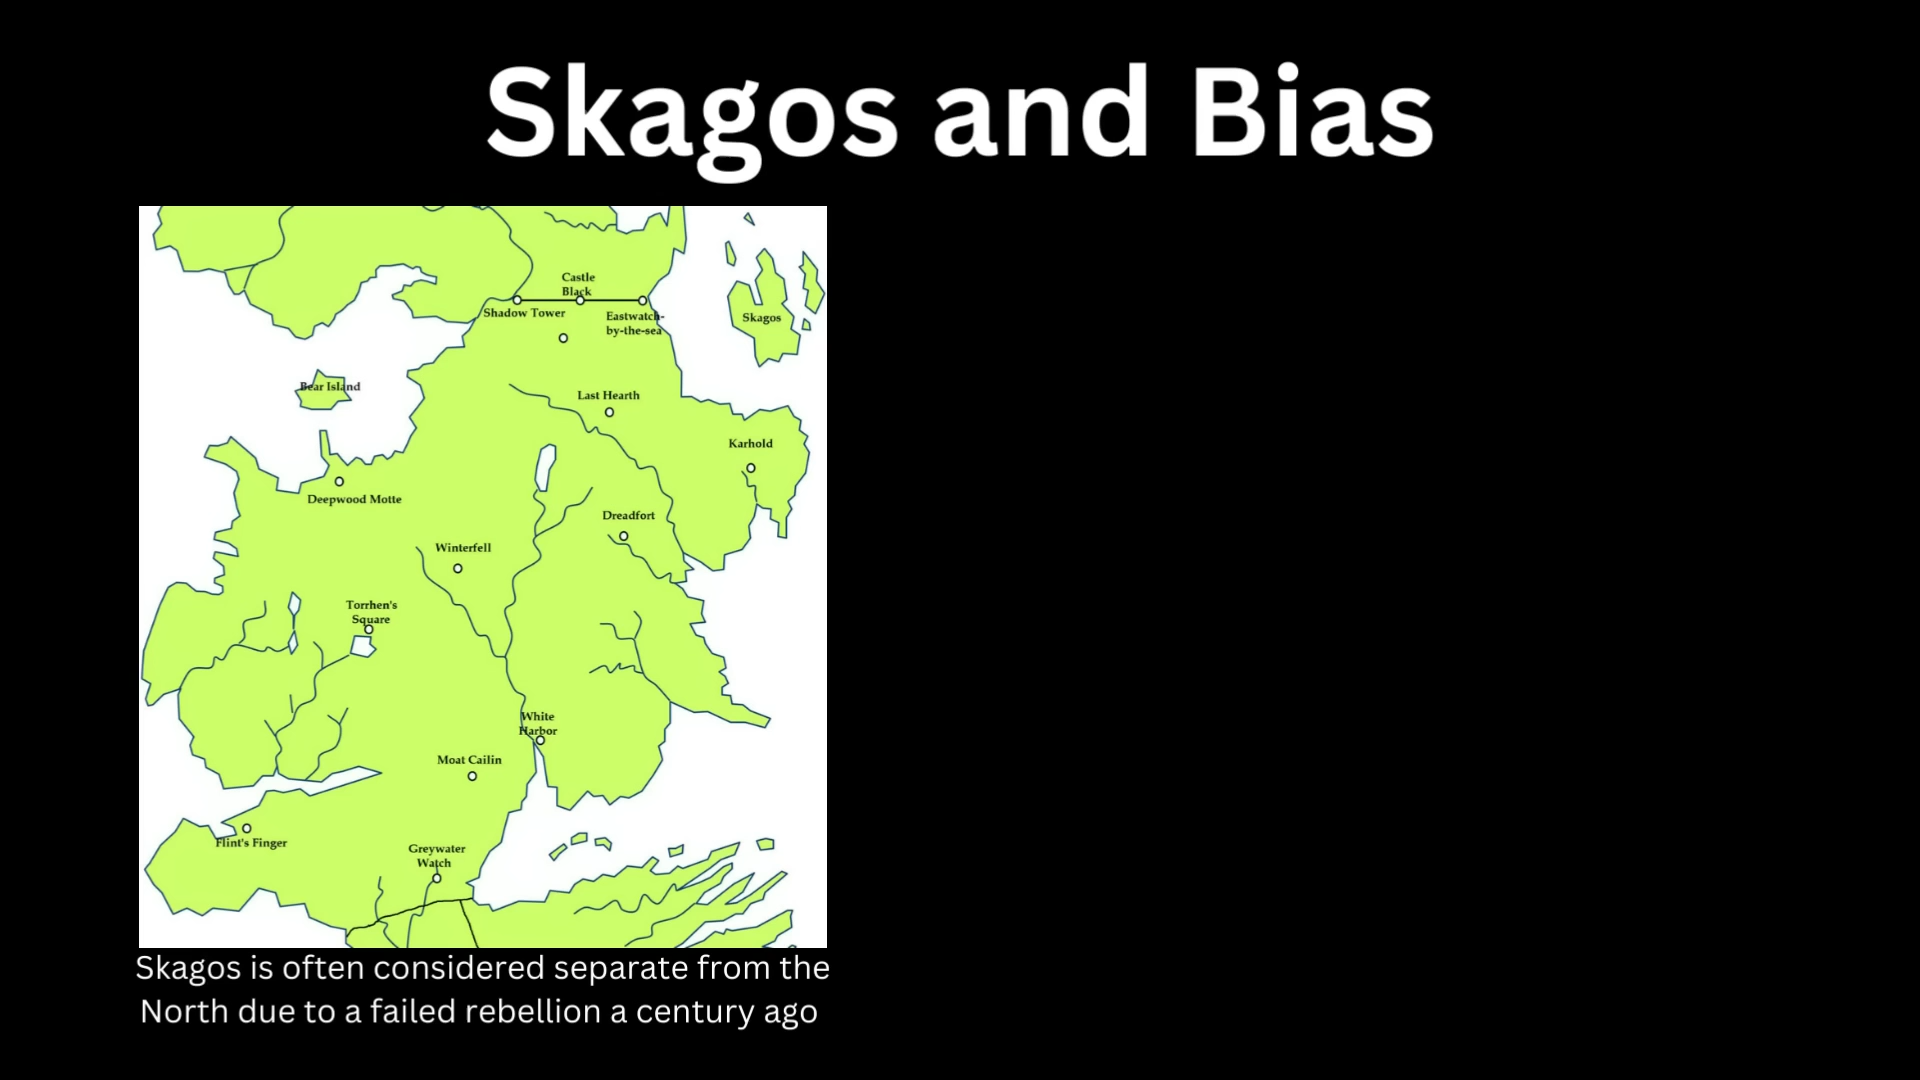 Skagos and Bias
Castle
Black
Shadow Tower
Eastwatch-
by-the-sea
Skagos
Bear Island
Last Hearth
Karhold
Deepwood Motte
Dreadfort
Winterfell
Torrhen's
Square
White
Harbor
Moat Cailin
Flint's Finger
Greywater
Watch
Skagos is often considered separate from the
North due to a failed rebellion a century ago